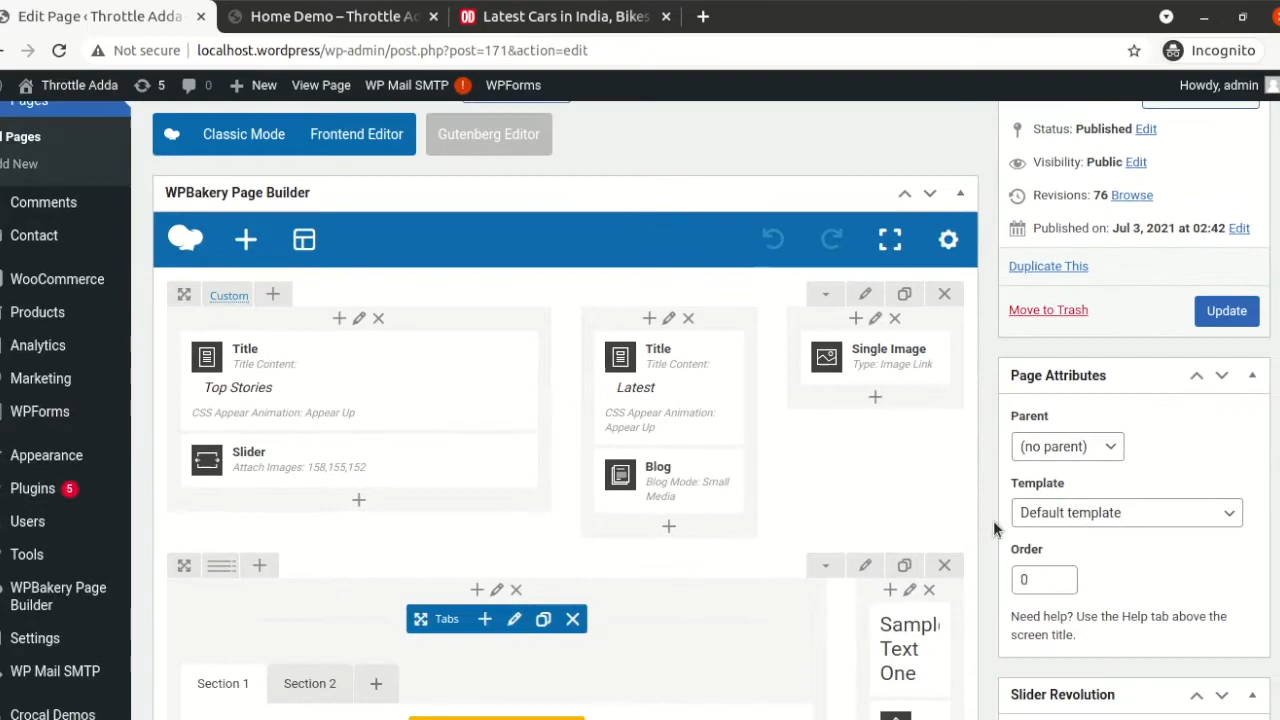 Edit Page ‹ Throttle Adda
Home Demo – Throttle Ad
OD Latest Cars in India, Bikes
Not secure localhost.wordpress/wp-admin/post.php?post=171&action=edit
Incognito
Throttle Adda 5 0 New View Page WP Mail SMTP ! WPForms
Howdy, admin
Pages
l Pages
dd New
Comments
Contact
WooCommerce
Products
Analytics
Marketing
WPForms
Appearance
Plugins 5
Users
Tools
WPBakery Page
Builder
Settings
WP Mail SMTP
Crocal Demos
Classic Mode Frontend Editor Gutenberg Editor
WPBakery Page Builder
Custom
Title
Title Content:
Top Stories
CSS Appear Animation: Appear Up
Slider
Attach Images: 158,155,152
Title
Title Content:
Latest
CSS Appear Animation:
Appear Up
Blog
Blog Mode: Small
Media
Single Image
Type: Image Link
Tabs
Section 1 Section 2
Sample
Text
One
Status: Published Edit
Visibility: Public Edit
Revisions: 76 Browse
Published on: Jul 3, 2021 at 02:42 Edit
Duplicate This
Move to Trash Update
Page Attributes
Parent
(no parent)
Template
Default template
Order
0
Need help? Use the Help tab above the
screen title.
Slider Revolution